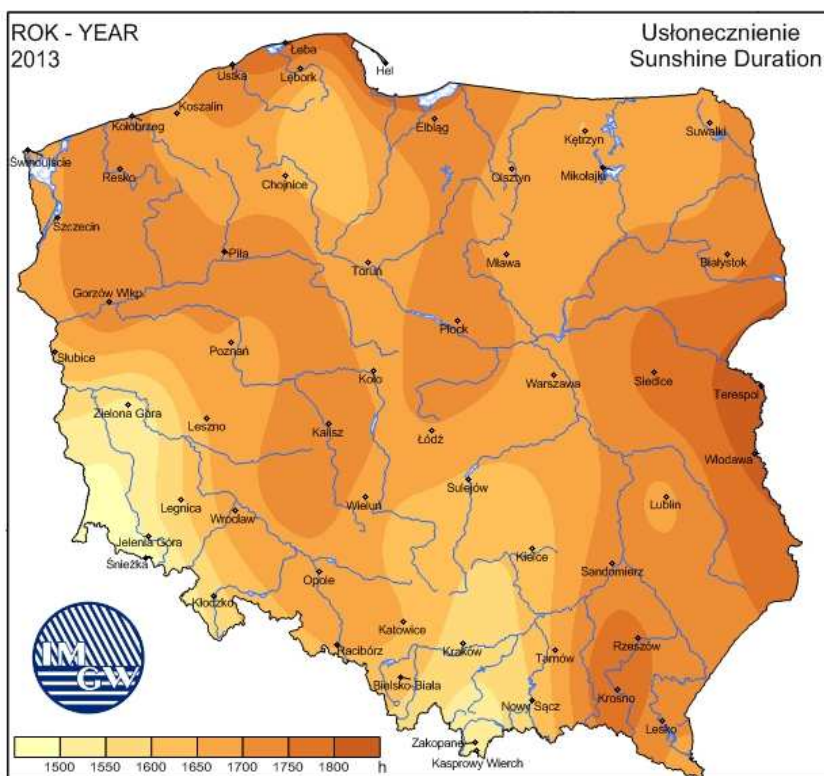 ROK - YEAR
2013
Usłonecznienie
Sunshine Duration
Łeba
Ustka
Lębork
Hel
Koszalin
Kołobrzeg
Elbląg
Kętrzyn
Suwałki
Świnoujście
Resko
Chojnice
Olsztyn
Mikołajki
Szczecin
Piła
Toruń
Mława
Białystok
Gorzów Wlkp.
Płock
Słubice
Poznań
Koło
Warszawa
Siedlce
Terespol
Zielona Góra
Leszno
Kalisz
Łódź
Włodawa
Sulejów
Legnica
Wrocław
Wieluń
Lublin
Jelenia Góra
Śnieżka
Kielce
Opole
Sandomierz
Kłodzko
Katowice
Racibórz
Kraków
Tarnów
Rzeszów
Bielsko-Biała
Nowy Sącz
Krosno
Lesko
Zakopane
Kasprowy Wierch
IM
GW
1500 1550 1600 1650 1700 1750 1800 h